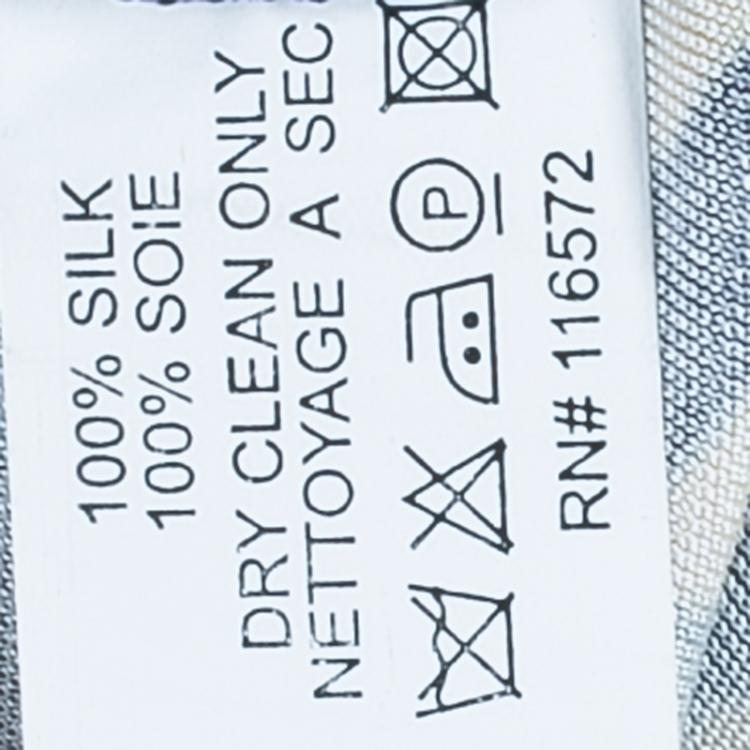 100% SILK
100% SOIE
DRY CLEAN ONLY
NETTOYAGE A SEC
P
RN# 116572